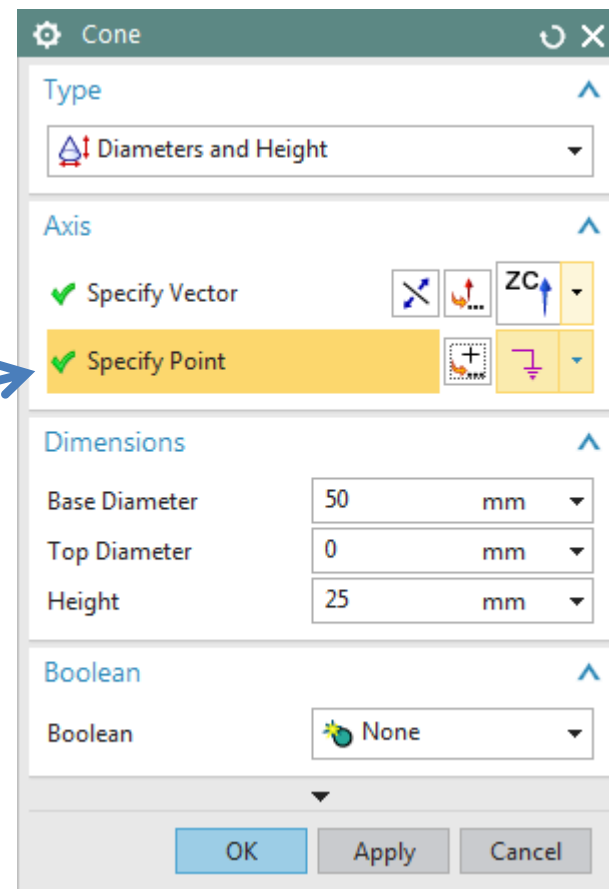 Cone
Type
Diameters and Height
Axis
Specify Vector
ZC
Specify Point
Dimensions
Base Diameter 50 mm
Top Diameter 0 mm
Height 25 mm
Boolean
Boolean None
OK Apply Cancel